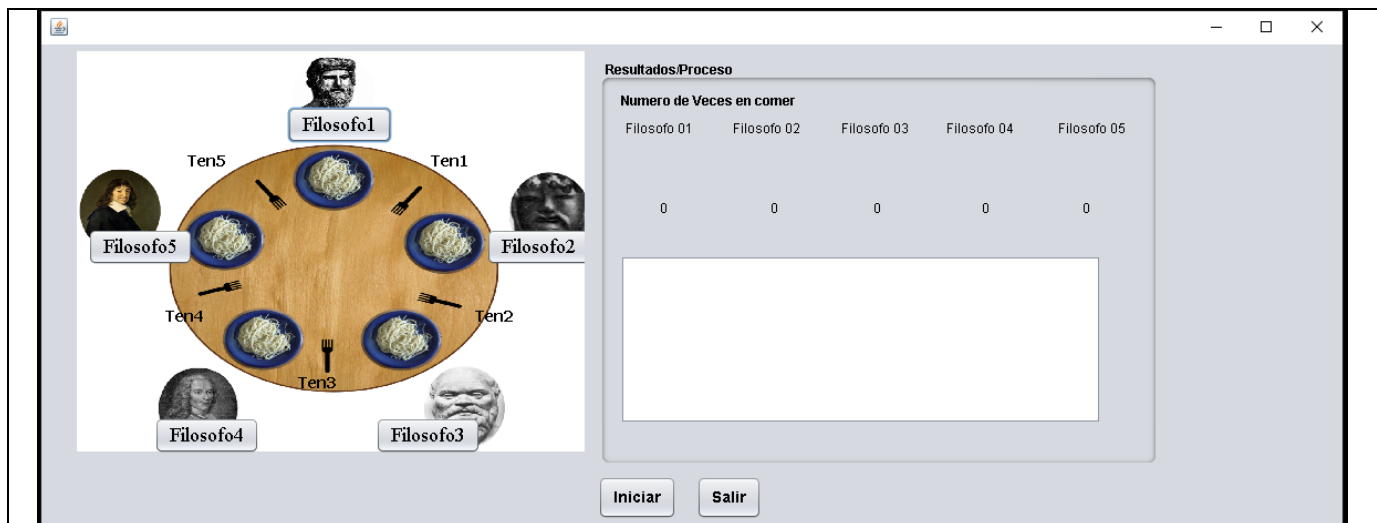 Filosofo1
Ten5
Ten1
Filosofo5
Filosofo2
Ten4
Ten2
Ten3
Filosofo4
Filosofo3
Resultados/Proceso
Numero de Veces en comer
Filosofo 01 Filosofo 02 Filosofo 03 Filosofo 04 Filosofo 05
0 0 0 0 0
Iniciar Salir